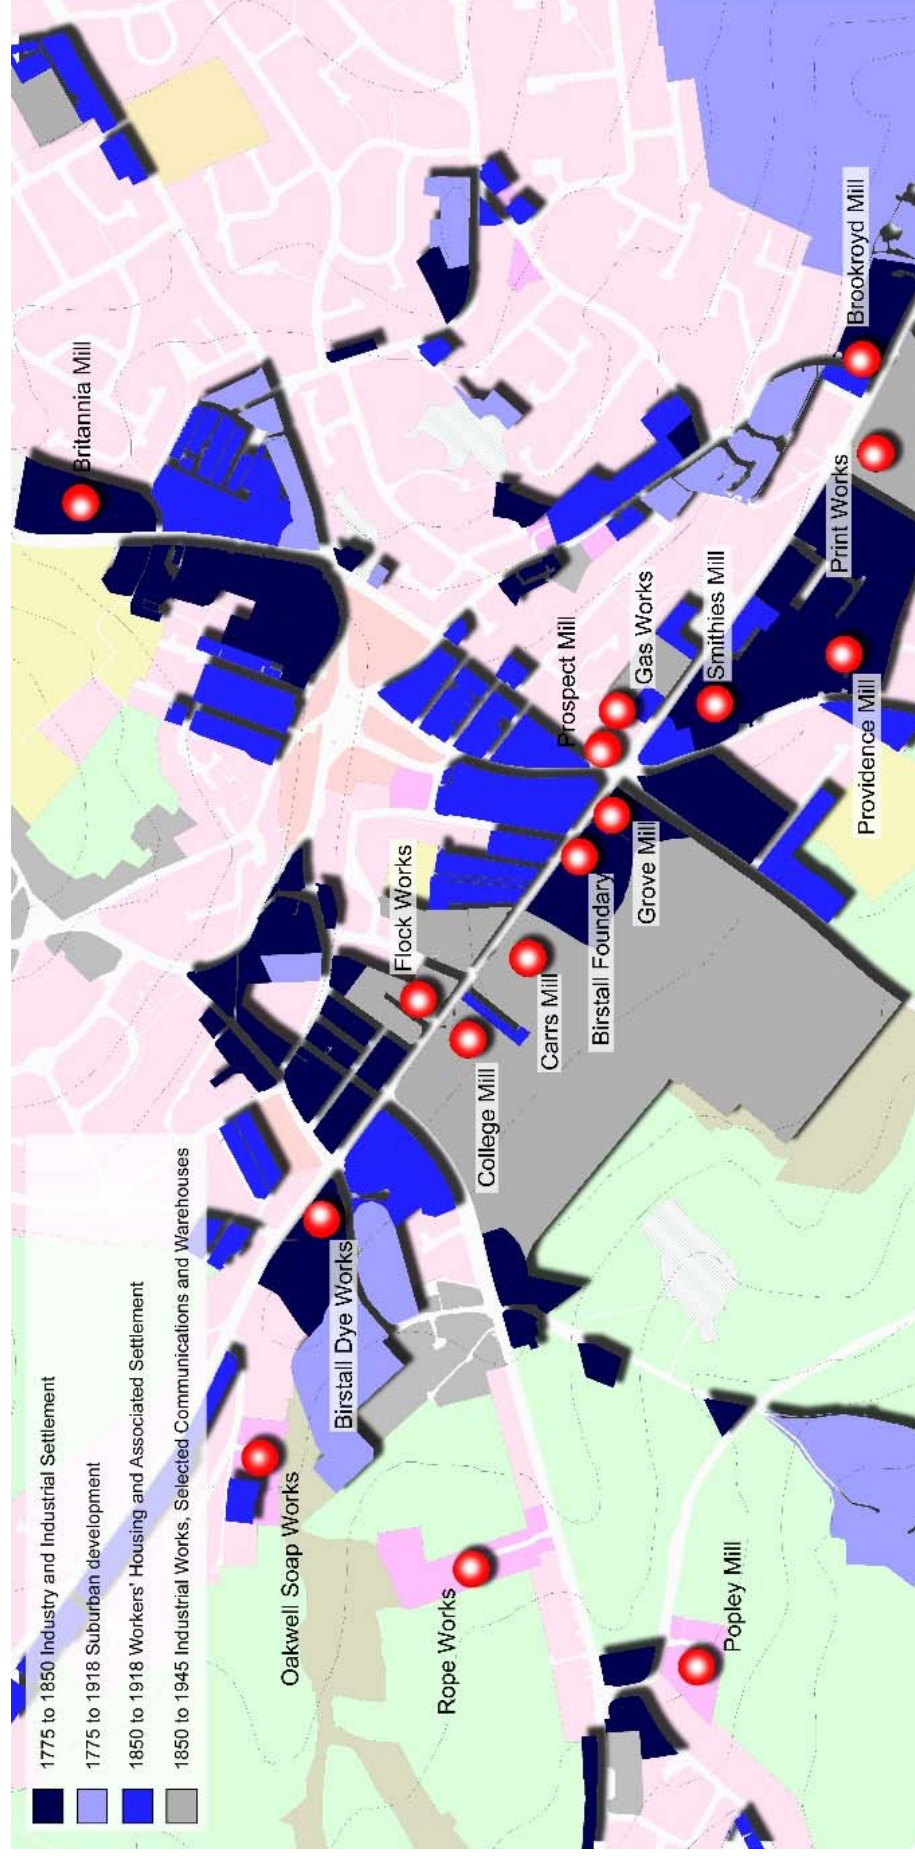 1775 to 1850 Industry and Industrial Settlement
1775 to 1918 Suburban development
1850 to 1918 Workers' Housing and Associated Settlement
1850 to 1945 Industrial Works, Selected Communications and Warehouses
Britannia Mill
Oakwell Soap Works
Birstall Dye Works
Flock Works
Rope Works
College Mill
Carrs Mill
Birstall Foundary
Grove Mill
Prospect Mill
Gas Works
Smithies Mill
Popley Mill
Providence Mill
Print Works
Brookroyd Mill